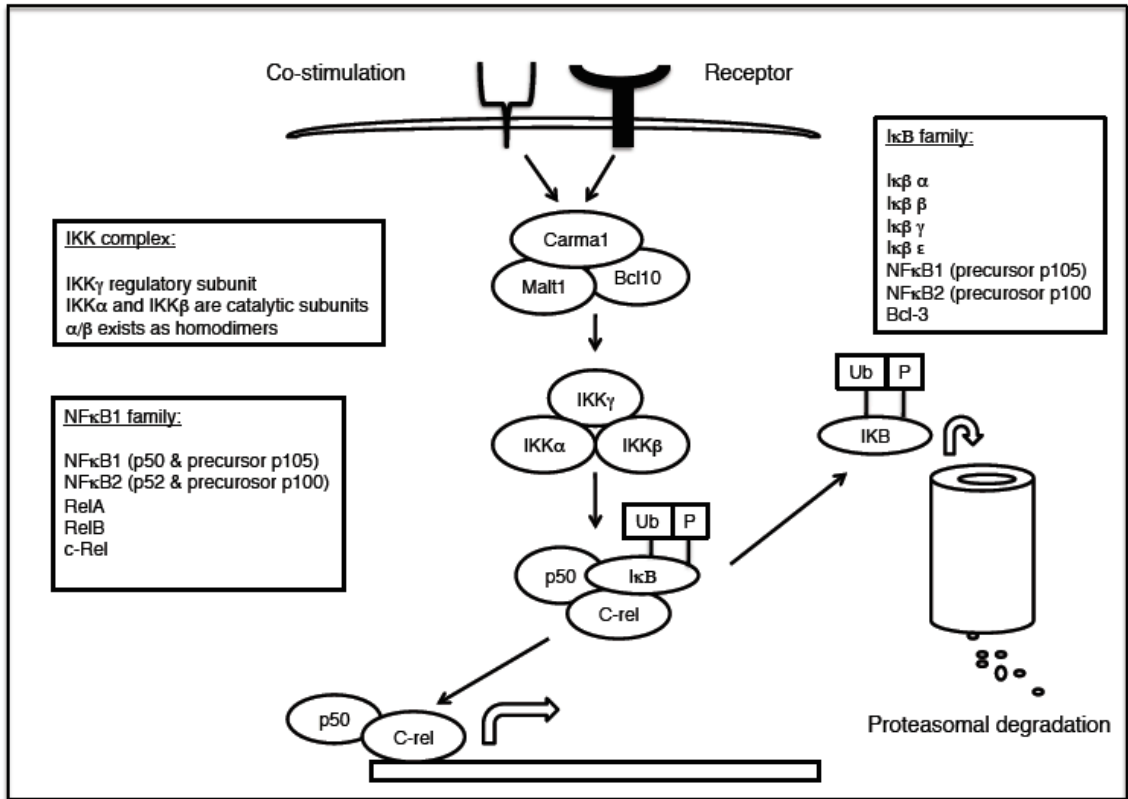 Co-stimulation
Receptor
IκB family:
Iκβ α
Iκβ β
Iκβ γ
Iκβ ε
NFκB1 (precursor p105)
NFκB2 (precurosor p100
Bcl-3
Carma1
Malt1
Bcl10
IKK complex:
IKKγ regulatory subunit
IKKα and IKKβ are catalytic subunits
α/β exists as homodimers
IKKγ
IKKα
IKKβ
Ub
P
IKB
NFκB1 family:
NFκB1 (p50 & precursor p105)
NFκB2 (p52 & precurosor p100)
RelA
RelB
c-Rel
Ub
P
p50
IκB
C-rel
p50
C-rel
Proteasomal degradation